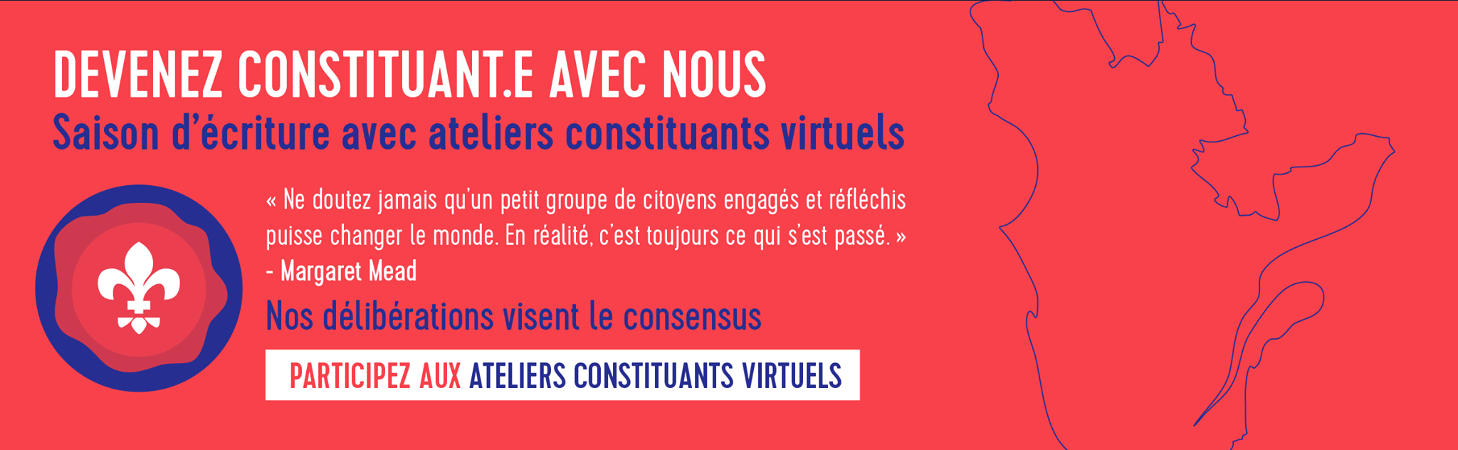 DEVENEZ CONSTITUANT.E AVEC NOUS
Saison d’écriture avec ateliers constituants virtuels
« Ne doutez jamais qu’un petit groupe de citoyens engagés et réfléchis
puisse changer le monde. En réalité, c’est toujours ce qui s’est passé. »
- Margaret Mead
Nos délibérations visent le consensus
PARTICIPEZ AUX ATELIERS CONSTITUANTS VIRTUELS